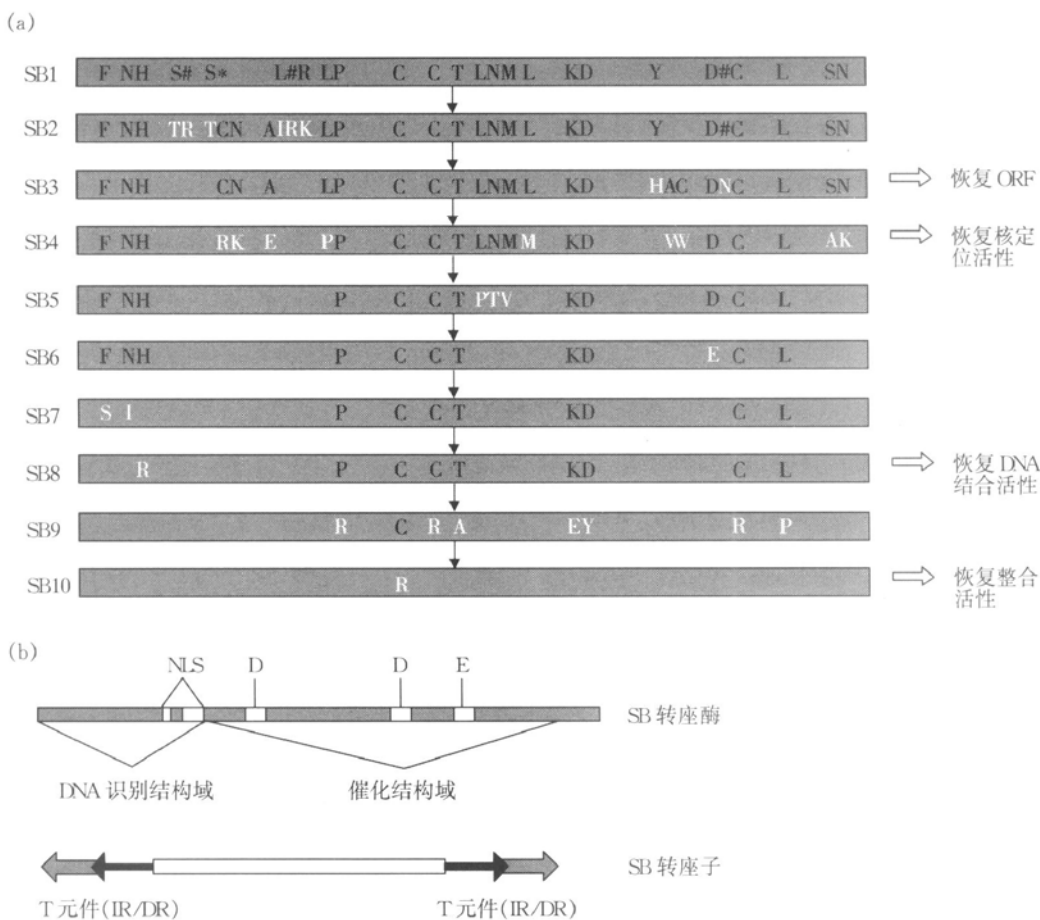 (a)
SB1 F NH S# S* L#R LP C C T LNM L KD Y D#C L SN
SB2 F NH TR TCN AIRK LP C C T LNM L KD Y D#C L SN
SB3 F NH CN A LP C C T LNM L KD HAC DNC L SN
恢复 ORF
SB4 F NH RK E PP C C T LNM M KD VV D C L AK
恢复核定
位活性
SB5 F NH P C C T PTV KD D C L
SB6 F NH P C C T KD E C L
SB7 S I P C C T KD C L
SB8 R P C C T KD C L
恢复 DNA
结合活性
SB9 R C R A EY R P
SB10 R
恢复整合
活性
(b)
NLS D D E
SB 转座酶
DNA 识别结构域 催化结构域
SB 转座子
T 元件(IR/DR) T 元件(IR/DR)